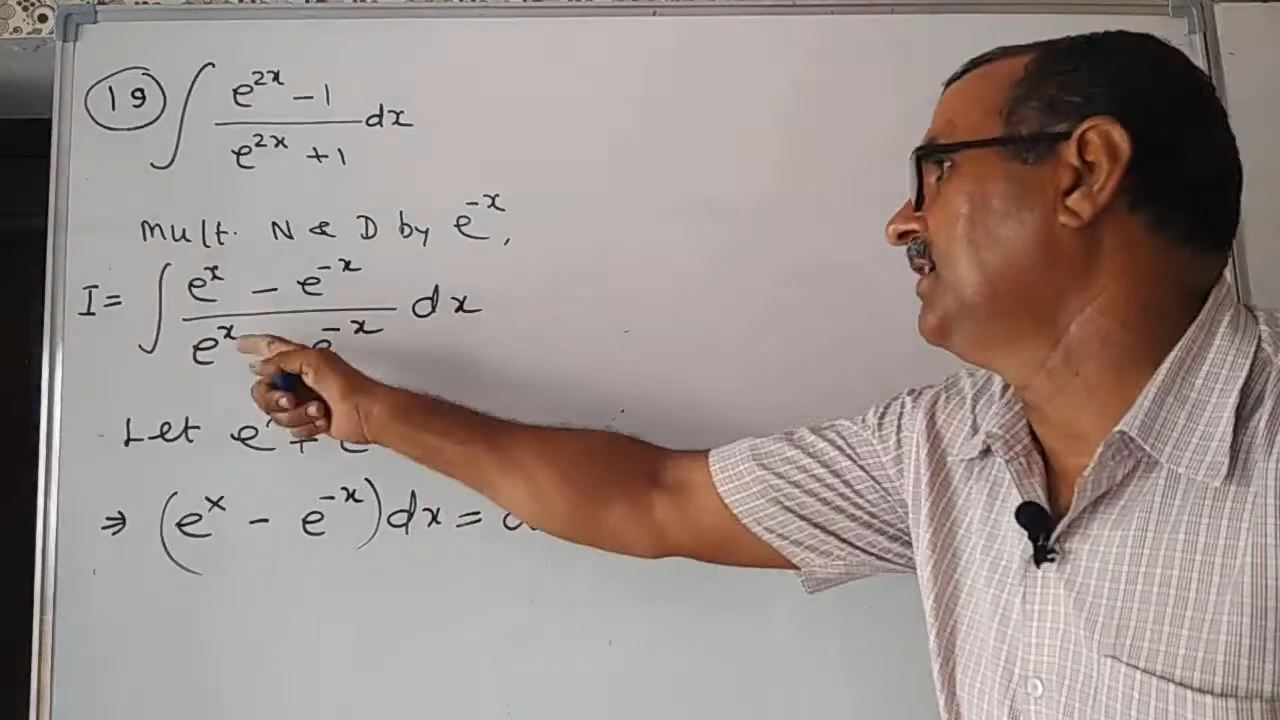 19 ∫ (e^{2x} - 1)/(e^{2x} + 1) dx
Mult. N & D by e^{-x},
I = ∫ (e^x - e^{-x})/(e^x e^{-x}) dx
Let e +
⇒ (e^x - e^{-x}) dx =